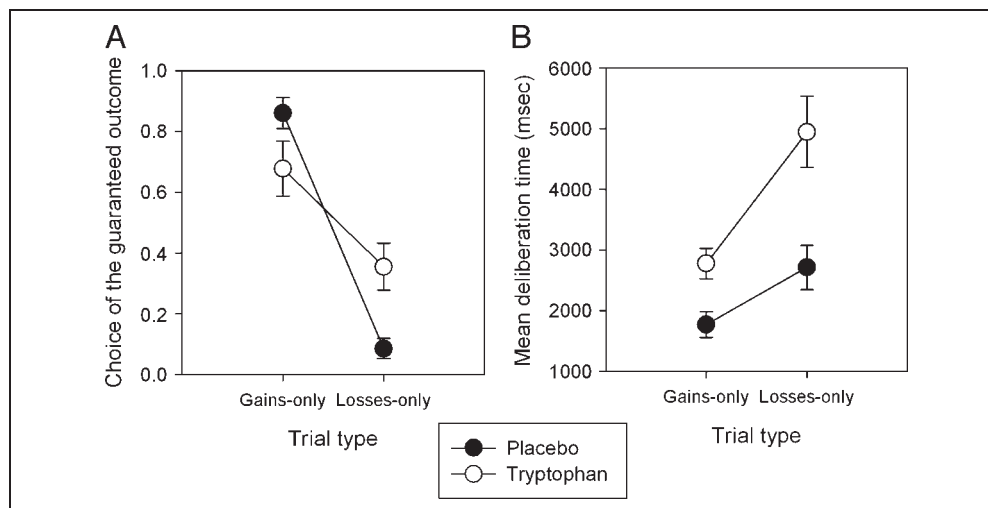 A
Choice of the guaranteed outcome
1.0
0.8
0.6
0.4
0.2
0.0
Gains-only Losses-only
Trial type
B
Mean deliberation time (msec)
6000
5000
4000
3000
2000
1000
Gains-only Losses-only
Trial type
Placebo
Tryptophan